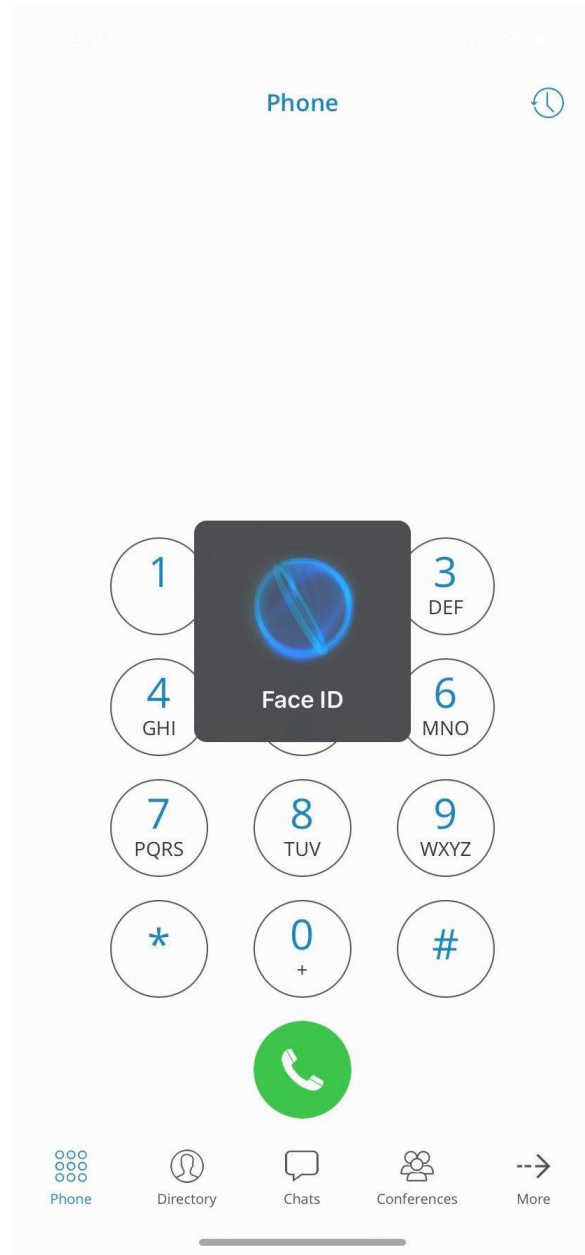 Phone
1
3
DEF
Face ID
4
GHI
6
MNO
7
PQRS
8
TUV
9
WXYZ
*
0
+
#
Phone
Directory
Chats
Conferences
More